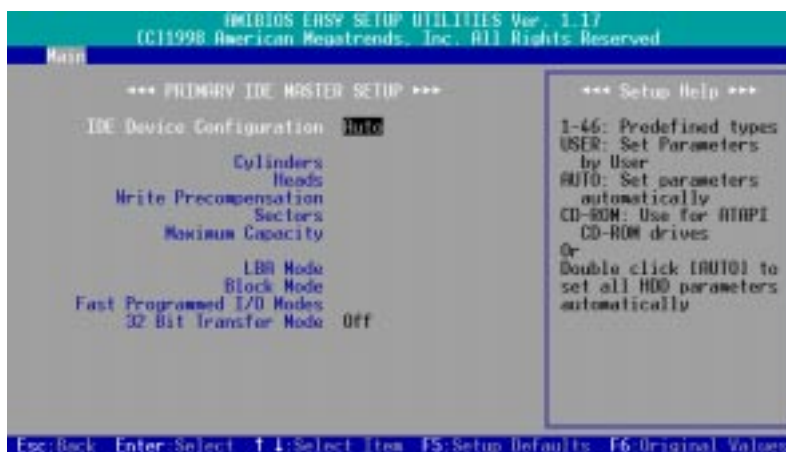 AMIBIOS EASY SETUP UTILITIES Ver. 1.17
(C)1998 American Megatrends, Inc. All Rights Reserved
Main
*** PRIMARY IDE MASTER SETUP ***
IDE Device Configuration Auto
Cylinders
Heads
Write Precompensation
Sectors
Maximum Capacity
LBA Mode
Block Mode
Fast Programmed I/O Modes
32 Bit Transfer Mode Off
*** Setup Help ***
1-46: Predefined types
USER: Set Parameters
by User
AUTO: Set parameters
automatically
CD-ROM: Use for ATAPI
CD-ROM drives
Or
Double click [AUTO] to
set all HDD parameters
automatically
Esc:Back Enter:Select ↑↓:Select Item F5:Setup Defaults F6:Original Values